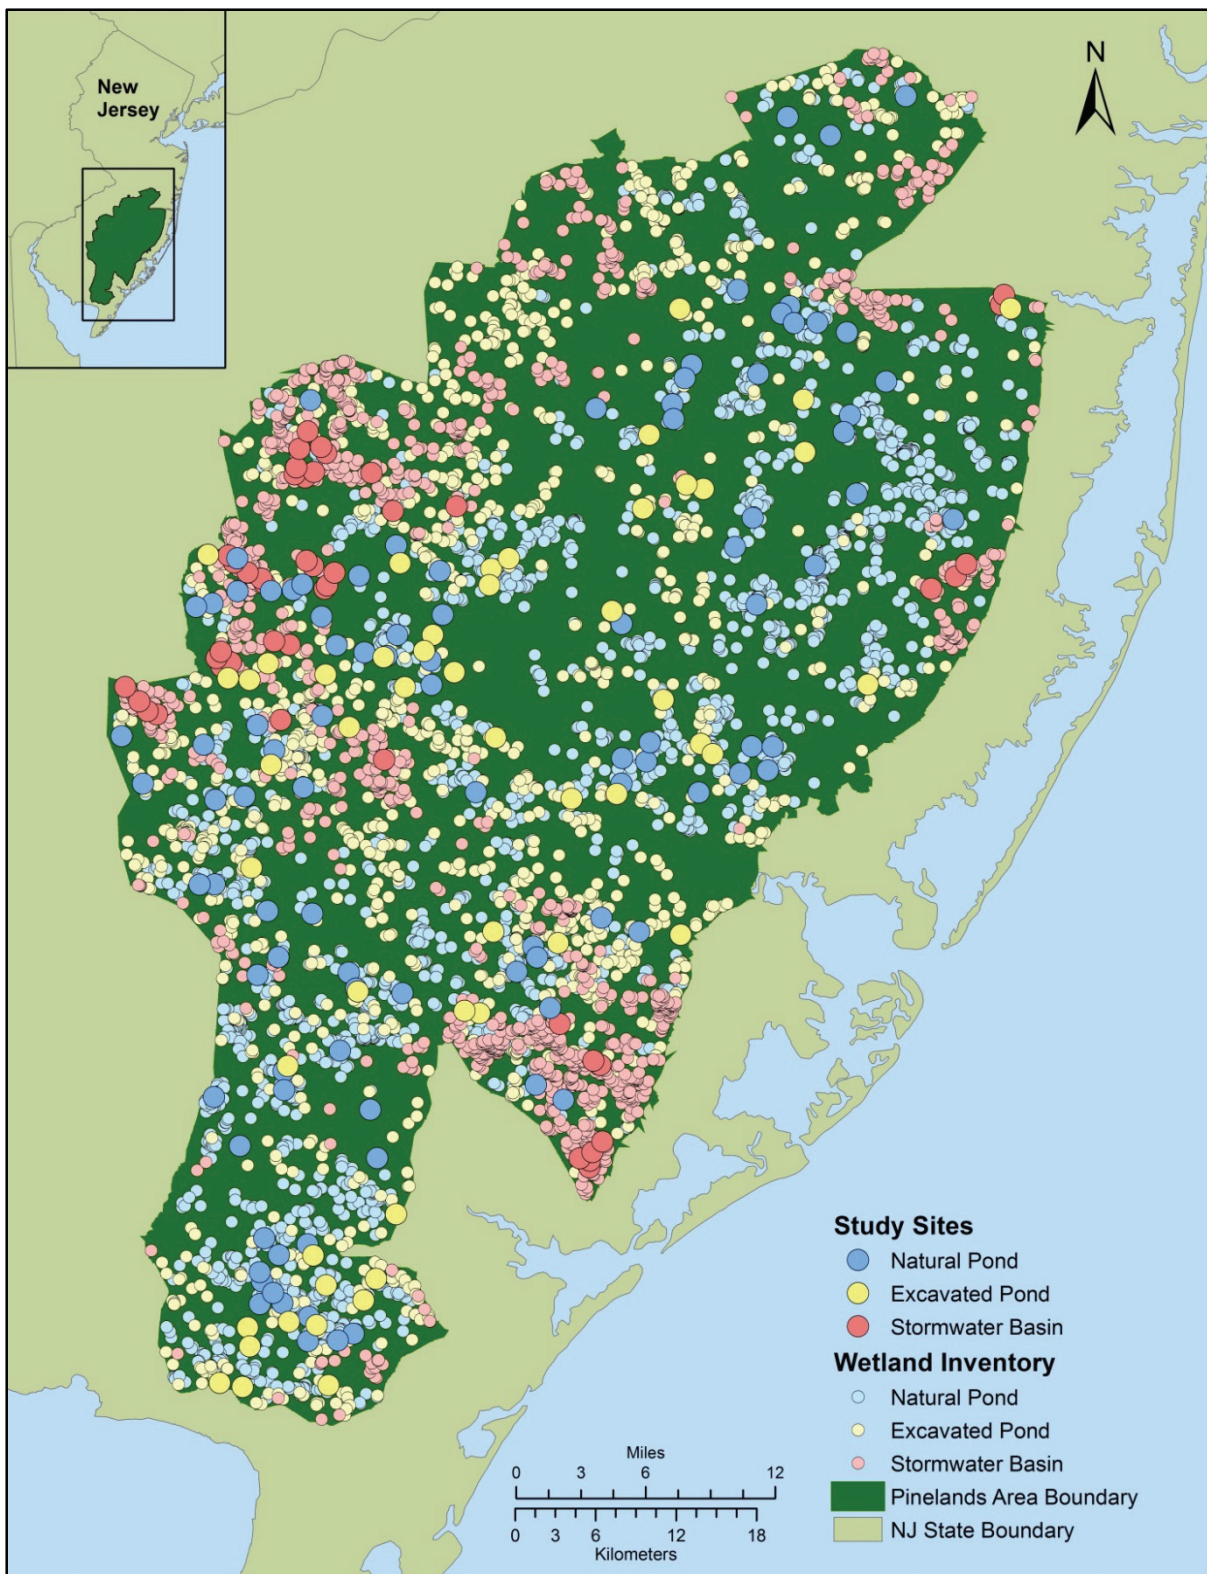 New
Jersey
N
Study Sites
Natural Pond
Excavated Pond
Stormwater Basin
Wetland Inventory
Natural Pond
Excavated Pond
Stormwater Basin
Pinelands Area Boundary
NJ State Boundary
Miles
0 3 6 12
0 3 6 12 18
Kilometers